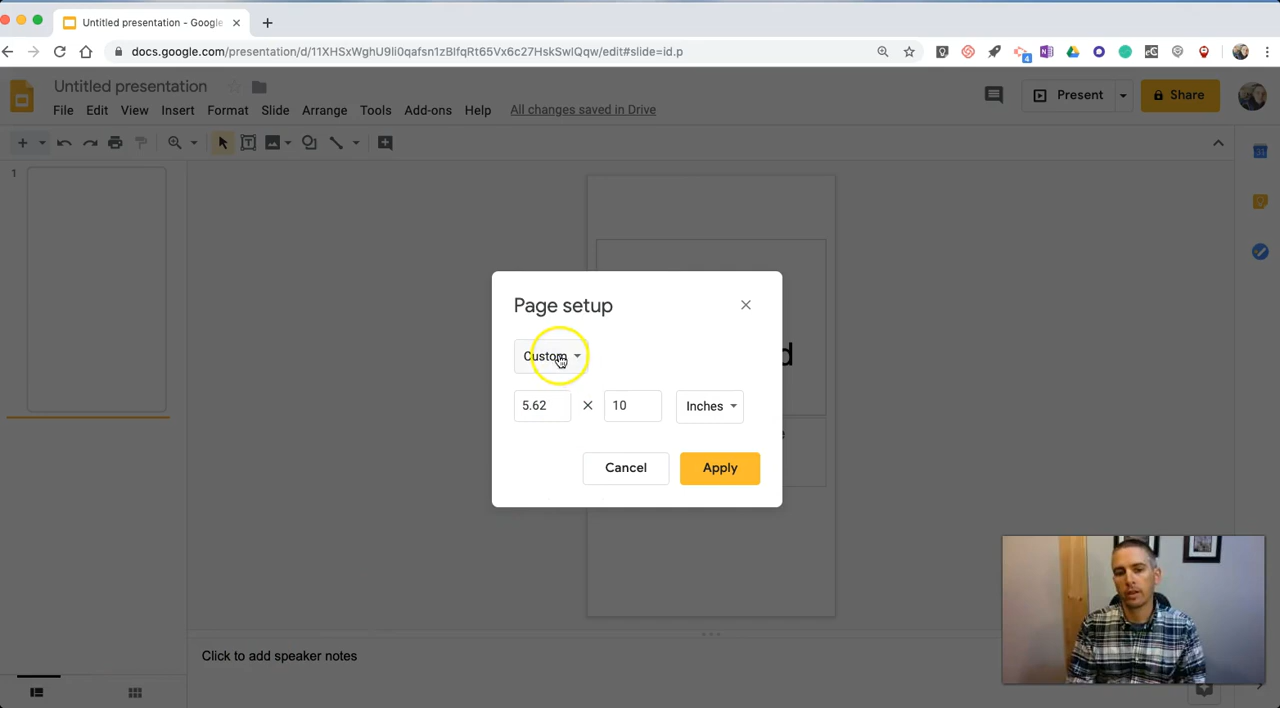 Untitled presentation - Google
docs.google.com/presentation/d/11XHSxWghU9li0qafsn1zBlfqRt65Vx6c27HskSwlQqw/edit#slide=id.p
4
Untitled presentation
File Edit View Insert Format Slide Arrange Tools Add-ons Help All changes saved in Drive
Present
Share
1
Page setup
Custom
5.62 × 10 Inches
Cancel Apply
Click to add speaker notes